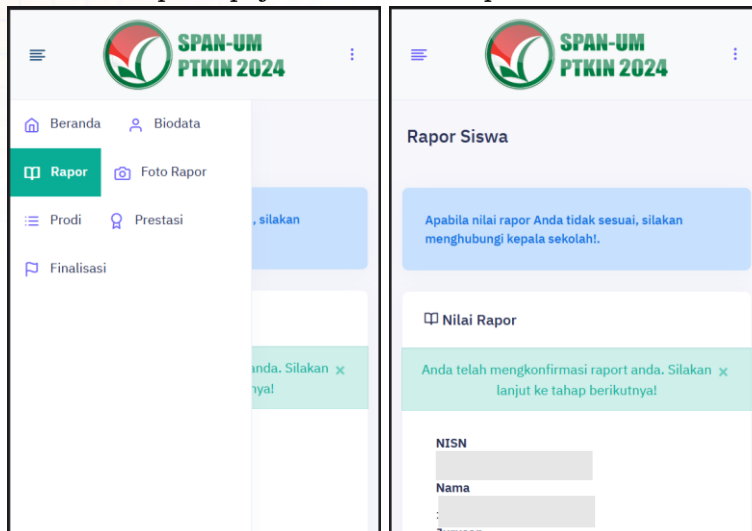 SPAN-UM
PTKIN 2024
Beranda
Biodata
Rapor
Foto Rapor
Prodi
Prestasi
Finalisasi
, silakan
anda. Silakan ×
nya!
SPAN-UM
PTKIN 2024
Rapor Siswa
Apabila nilai rapor Anda tidak sesuai, silakan
menghubungi kepala sekolah!.
Nilai Rapor
Anda telah mengkonfirmasi raport anda. Silakan ×
lanjut ke tahap berikutnya!
NISN
Nama
: